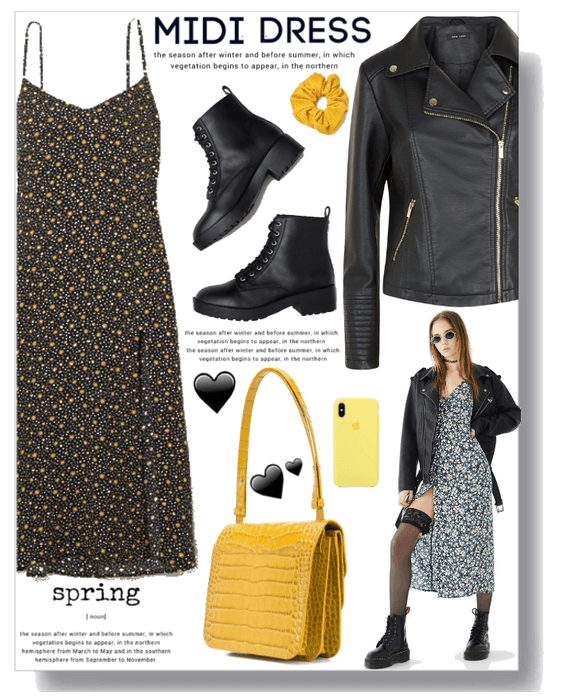 MIDI DRESS
the season after winter and before summer, in which
vegetation begins to appear, in the northern
the season after winter and before summer, in which
vegetation begins to appear, in the northern
the season after winter and before summer, in which
vegetation begins to appear, in the northern
spring
[ noun]
the season after winter and before summer, in which
vegetation begins to appear, in the northern
hemisphere from March to May and in the southern
hemisphere from September to November.